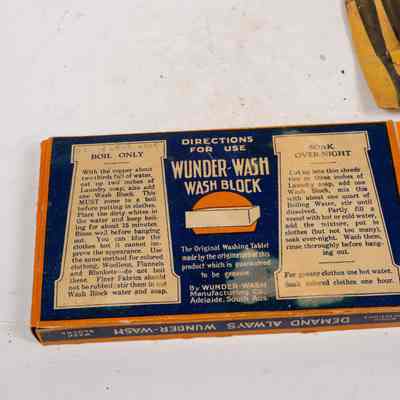 BOIL ONLY
With the copper about
two thirds full of water,
cut up two inches of
Laundry soap, also add
one Wash Block. This
MUST come to a boil
before putting in clothes.
Place the dirty whites in
the water and keep boil-
ing for about 25 minutes.
Rinse well before hanging
out. You can blue the
clothes but it cannot im-
prove the appearance. Use
the same method for colored
clothing. Woollens, Flannels
and Blankets—do not boil
these. Finer Fabrics should
not be rubbed: stir them in
Wash Block water and soap.
DIRECTIONS
FOR USE
WUNDER-WASH
WASH BLOCK
The Original Washing Tablet
made by the originators of this
product which is guaranteed
to be genuine
By WUNDER-WASH
Manufacturing Co.
Adelaide, South Aus.
SOAK
OVER-NIGHT
Cut up into thin shreds
two or three inches of
Laundry soap, add one
Wash Block, mix this
with about one quart of
Boiling Water, stir until
dissolved. Partly fill a
vessel with hot or cold water,
add the mixture, put in
clothes (but not too many),
soak over-night. Wash them,
rinse thoroughly before hang-
ing out.
For greasy clothes use hot water.
Soak colored clothes one hour.
DEMAND ALWAYS WUNDER-WASH